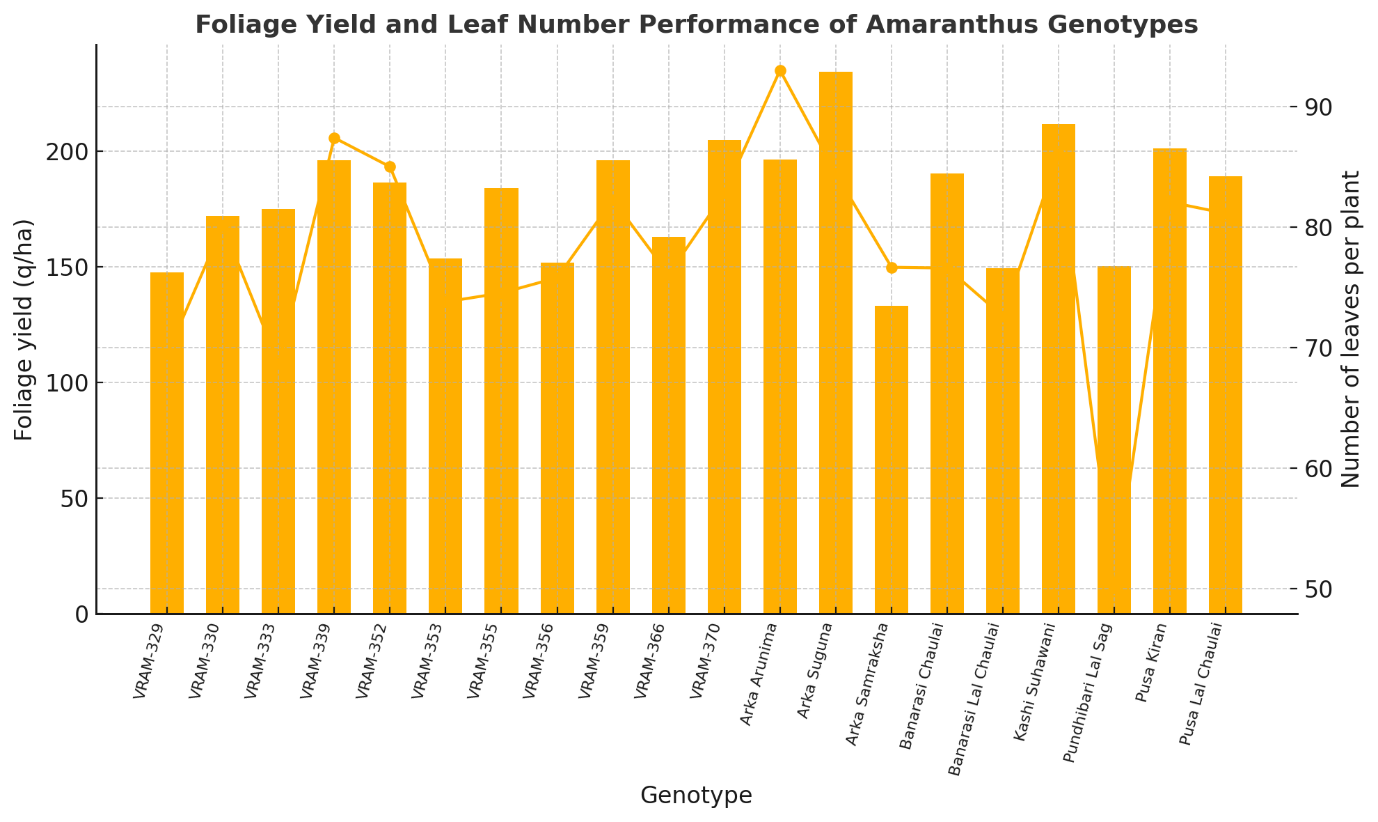 Foliage Yield and Leaf Number Performance of Amaranthus Genotypes
Foliage yield (q/ha)
200
150
100
50
0
90
80
70
60
50
Number of leaves per plant
VRAM-329
VRAM-330
VRAM-333
VRAM-339
VRAM-352
VRAM-353
VRAM-355
VRAM-356
VRAM-359
VRAM-366
VRAM-370
Arka Arunima
Arka Suguna
Arka Samraksha
Banarasi Chaulai
Banarasi Lal Chaulai
Kashi Suhawani
Pundhibari Lal Sag
Pusa Kiran
Pusa Lal Chaulai
Genotype